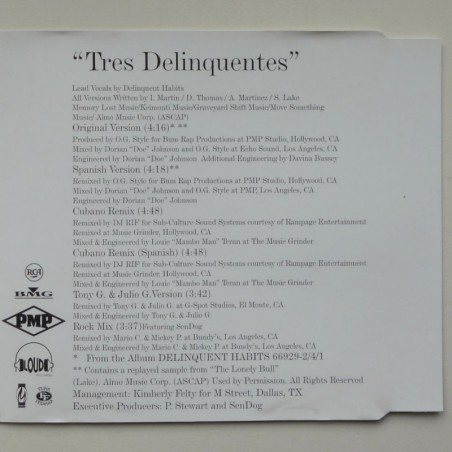 “Tres Delinquentes”
Lead Vocals by Delinquent Habits
All Versions Written by I. Martin / D. Thomas / A. Martinez / S. Lake
Memory Lost Music/Kemouti Music/Graveyard Shift Music/Move Something
Music/ Almo Music Corp. (ASCAP)
Original Version (4:16)* **
Produced by O.G. Style for Bum Rap Productions at PMP Studio, Hollywood, CA
Mixed by Dorian “Doe” Johnson and O.G. Style at Echo Sound, Los Angeles, CA
Engineered by Dorian “Doe” Johnson Additional Engineering by Davina Bussey
Spanish Version (4:18)**
Remixed by O.G. Style for Bum Rap Productions at PMP Studio, Hollywood, CA
Mixed by Dorian “Doe” Johnson and O.G. Style at PMP, Los Angeles, CA
Engineered by Dorian “Doe” Johnson
Cubano Remix (4:48)
Remixed by DJ RIF for Sub-Culture Sound Systems courtesy of Rampage Entertainment
Remixed at Music Grinder, Hollywood, CA
Mixed & Engineered by Louie “Mambo Man” Teran at The Music Grinder
Cubano Remix (Spanish) (4:48)
Remixed by DJ RIF for Sub-Culture Sound Systems courtesy of Rampage Entertainment
Remixed at Music Grinder, Hollywood, CA
Mixed & Engineered by Louie “Mambo Man” Teran at The Music Grinder
Tony G. & Julio G.Version (3:42)
Remixed by Tony G. & Julio G. at G-Spot Studios, El Monte, CA
Mixed & Engineered by Tony G. & Julio G.
Rock Mix (3:37)Featuring SenDog
Remixed by Mario C. & Mickey P. at Bundy’s, Los Angeles, CA
Mixed & Engineered by Mario C. & Mickey P. at Bundy’s, Los Angeles, CA
* From the Album DELINQUENT HABITS 66929-2/4/1
** Contains a replayed sample from “The Lonely Bull”
(Lake). Almo Music Corp. (ASCAP) Used by Permission. All Rights Reserved.
Management: Kimberly Felty for M Street, Dallas, TX
Executive Producers: P. Stewart and SenDog
RCA
BMG
PMP
LOUD